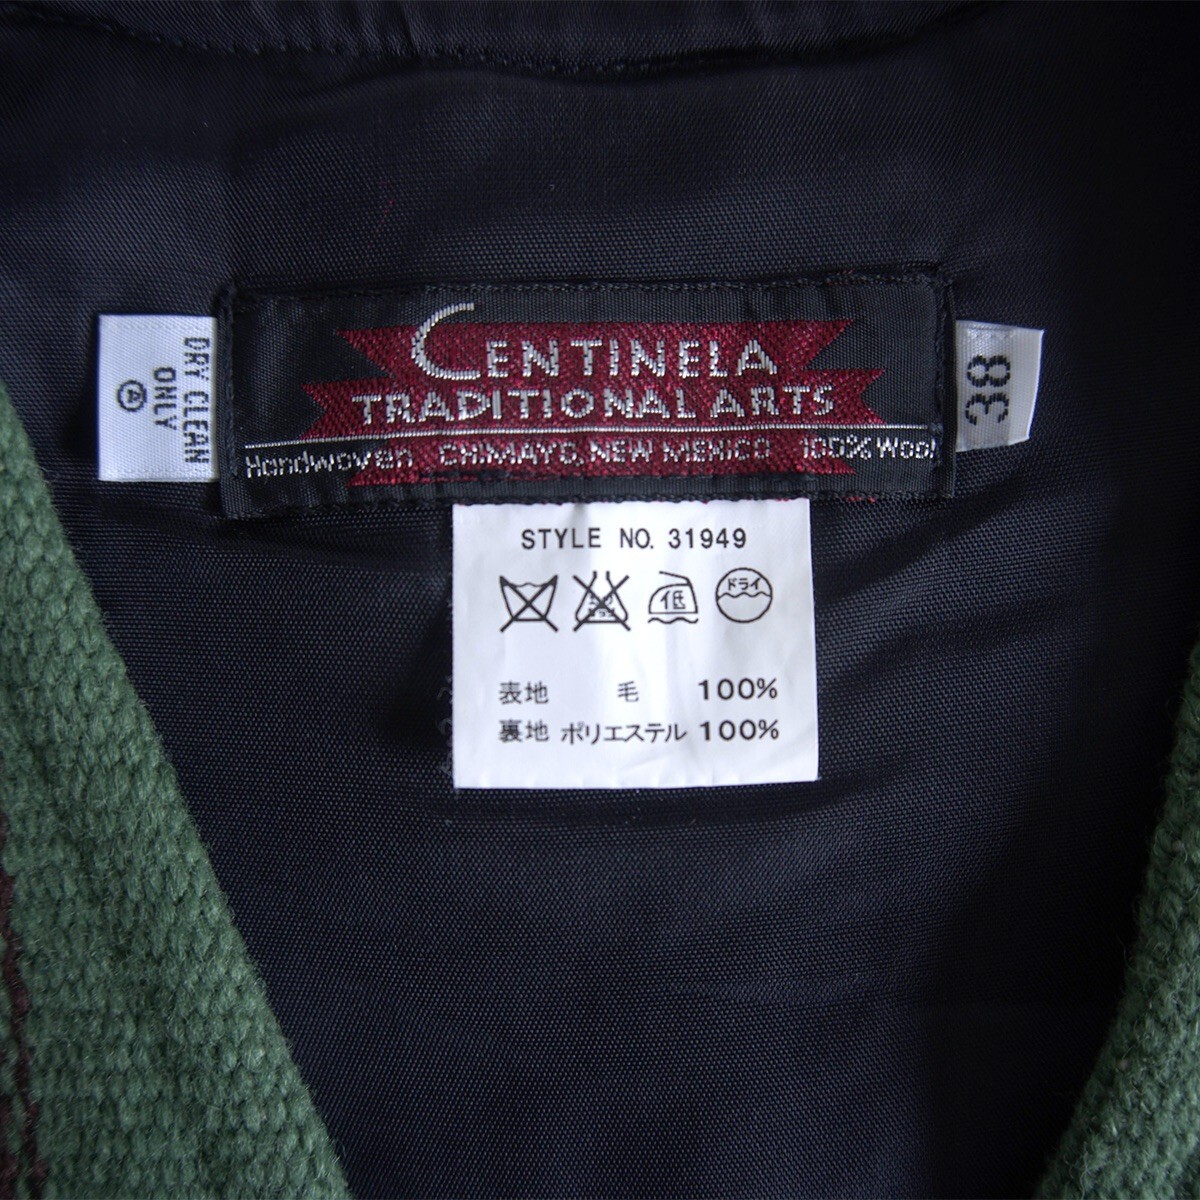 CENTINELA
TRADITIONAL ARTS
Handwoven CHIMAYO, NEW MEXICO 100% Wool
DRY CLEAN
ONLY
A
38
STYLE NO. 31949
低 ドライ
表地 毛 100%
裏地 ポリエステル 100%